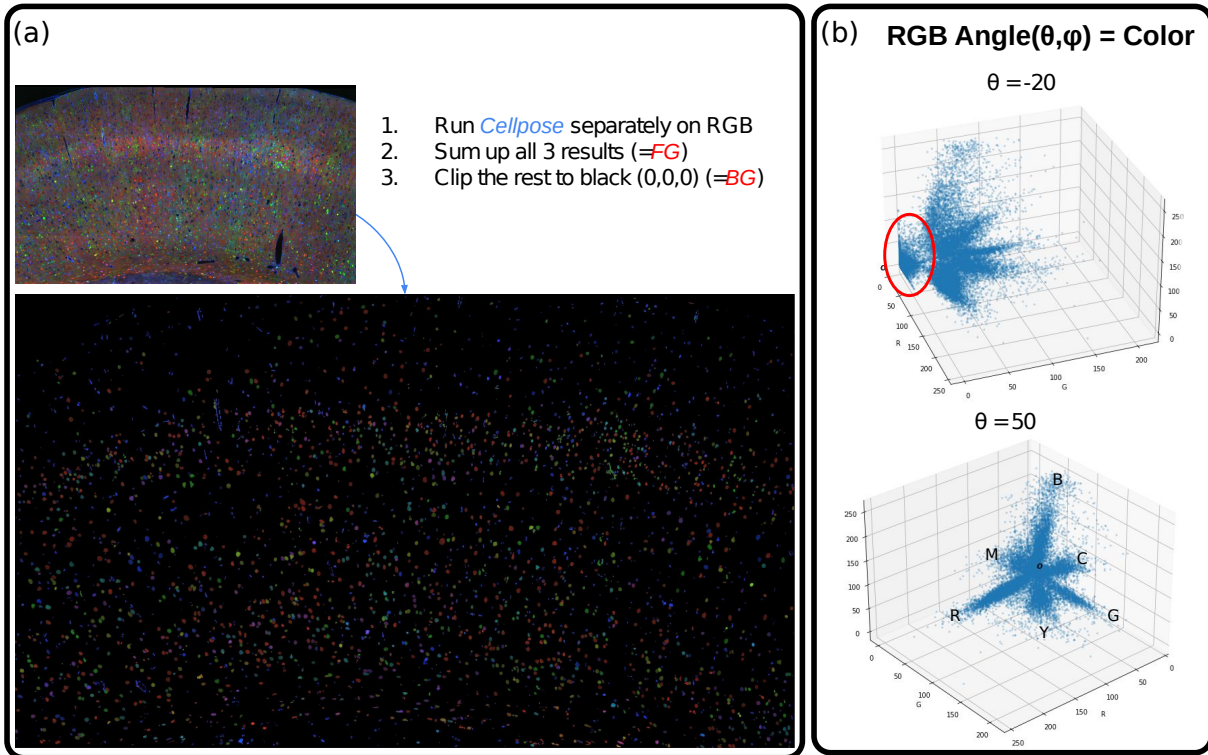 (a)
1. Run Cellpose separately on RGB
2. Sum up all 3 results (=FG)
3. Clip the rest to black (0,0,0) (=BG)
(b) RGB Angle(θ,φ) = Color
θ = -20
250
200
150
100
50
0
o
0
50
100
R 150
200
250
0
50
100
150
200
G
θ = 50
B
250
200
150
100
50
0
M
o
C
R
Y
G
0
50
100
G
150
200
250
200
150
R
100
50
0